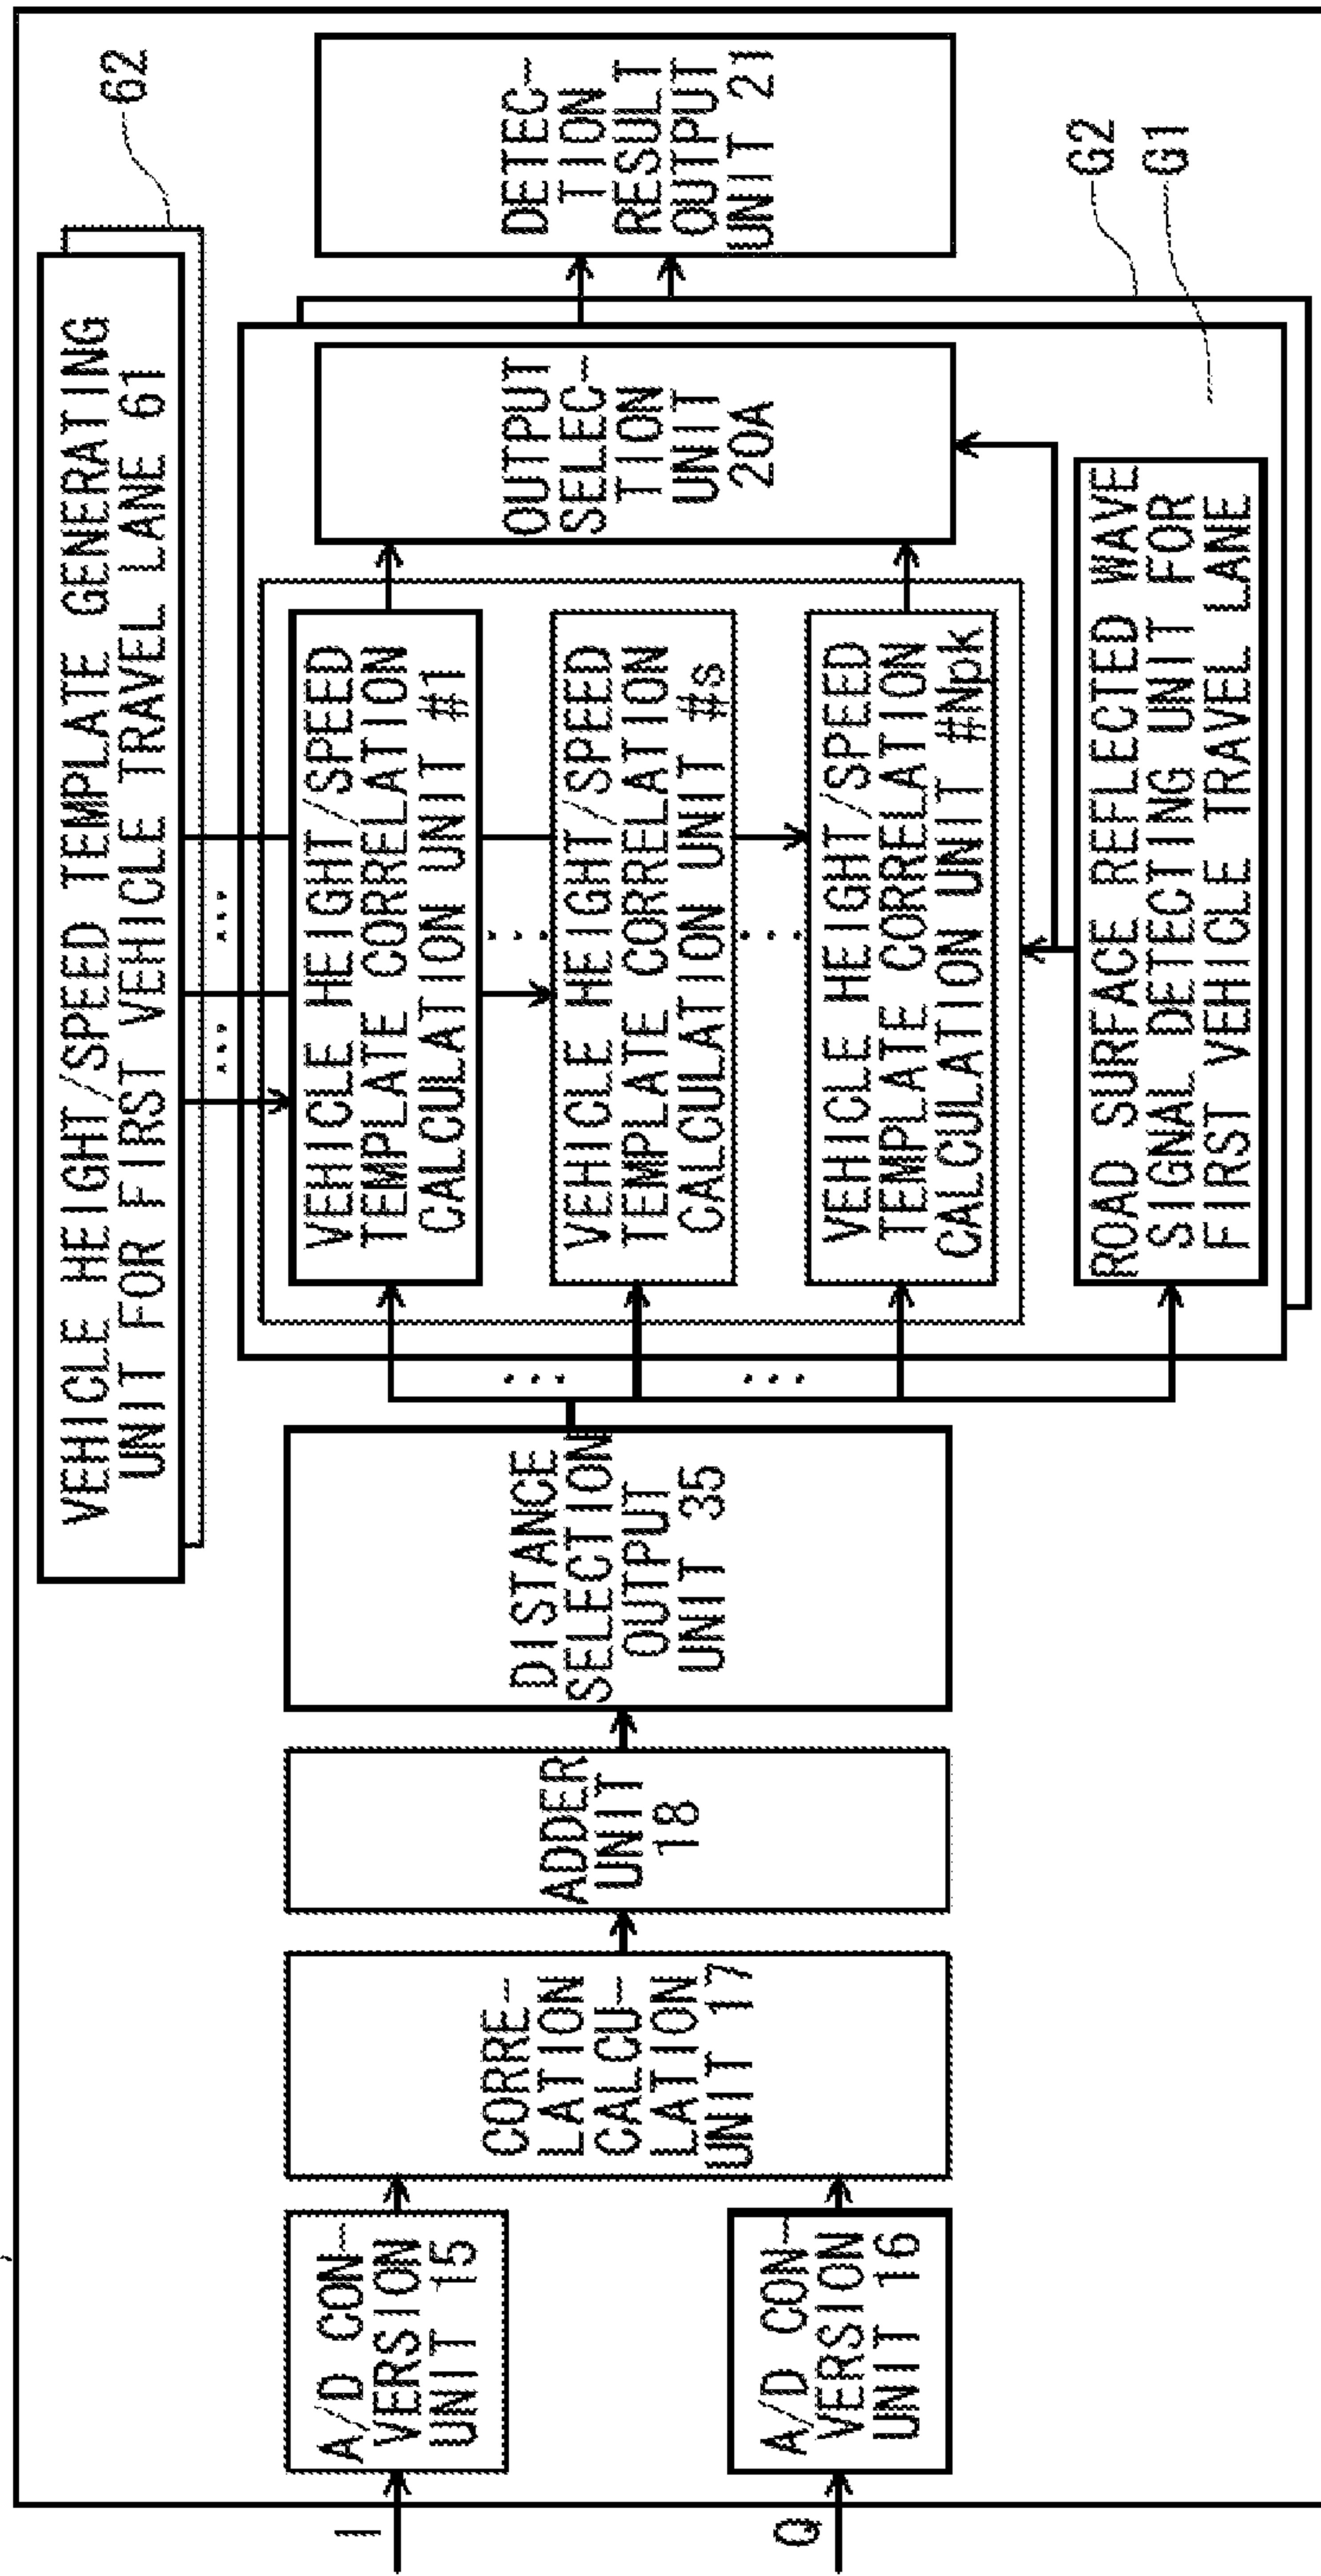 I
Q
A/D CON-
VERSION
UNIT 15
A/D CON-
VERSION
UNIT 16
CORRE-
LATION
CALCU-
LATION
UNIT 17
ADDER
UNIT
18
DISTANCE
SELECTION
OUTPUT
UNIT 35
VEHICLE HEIGHT/SPEED TEMPLATE GENERATING
UNIT FOR FIRST VEHICLE TRAVEL LANE 61
62
VEHICLE HEIGHT/SPEED
TEMPLATE CORRELATION
CALCULATION UNIT #1
VEHICLE HEIGHT/SPEED
TEMPLATE CORRELATION
CALCULATION UNIT #s
VEHICLE HEIGHT/SPEED
TEMPLATE CORRELATION
CALCULATION UNIT #Npk
ROAD SURFACE REFLECTED WAVE
SIGNAL DETECTING UNIT FOR
FIRST VEHICLE TRAVEL LANE
OUTPUT
SELEC-
TION
UNIT
20A
DETEC-
TION
RESULT
OUTPUT
UNIT 21
G2
G1